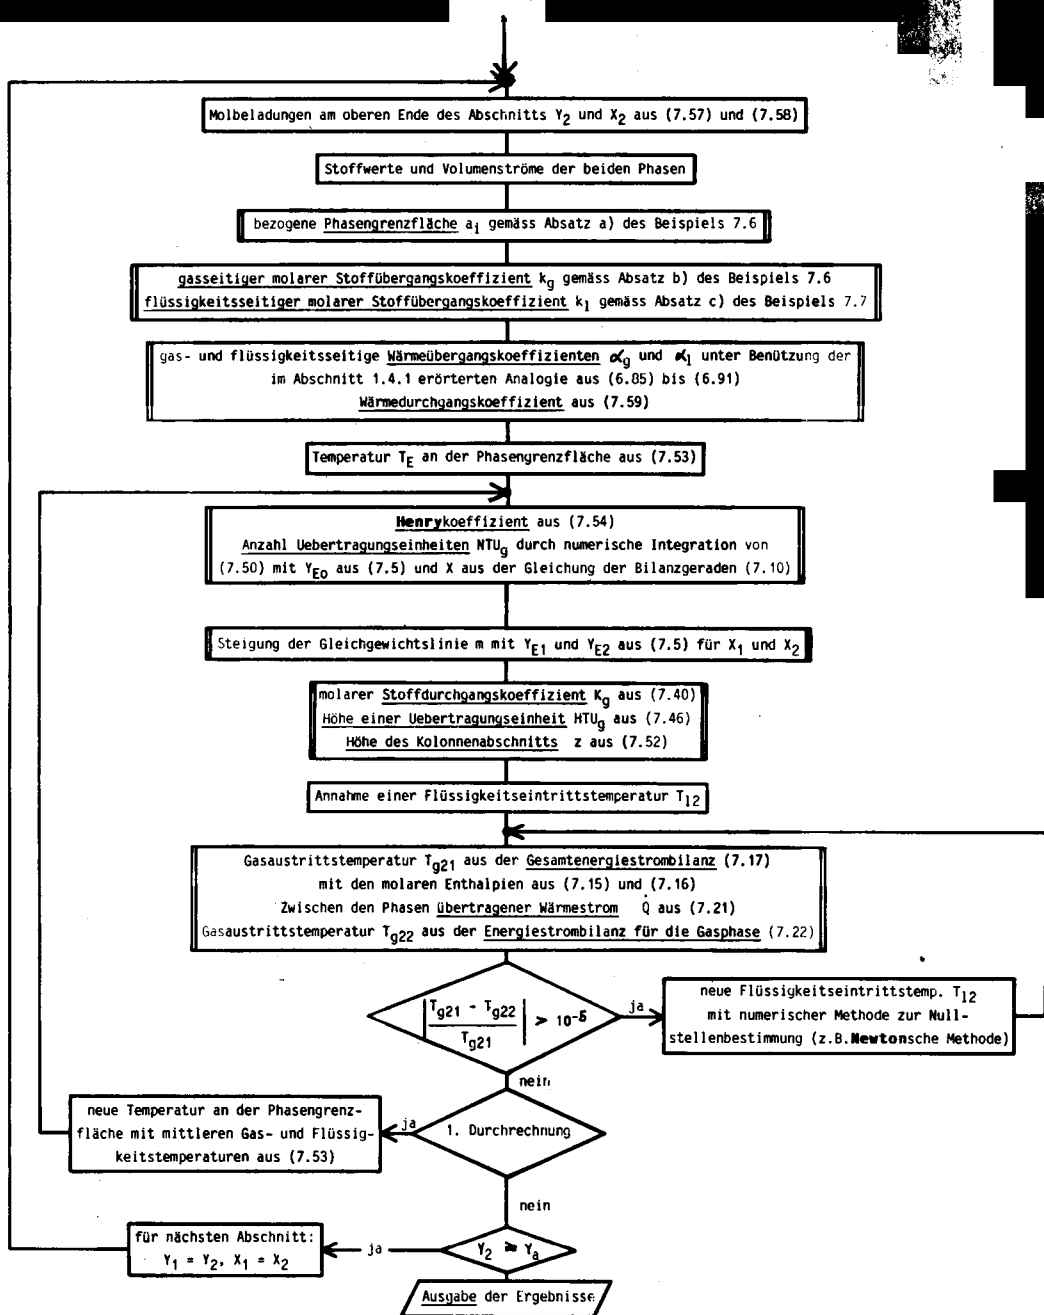 Molbeladungen am oberen Ende des Abschnitts Y2 und X2 aus (7.57) und (7.58)
Stoffwerte und Volumenströme der beiden Phasen
bezogene Phasengrenzfläche ai gemäss Absatz a) des Beispiels 7.6
gasseitiger molarer Stoffübergangskoeffizient kg gemäss Absatz b) des Beispiels 7.6
flüssigkeitsseitiger molarer Stoffübergangskoeffizient kl gemäss Absatz c) des Beispiels 7.7
gas- und flüssigkeitsseitige Wärmeübergangskoeffizienten αg und αl unter Benützung der
im Abschnitt 1.4.1 erörterten Analogie aus (6.85) bis (6.91)
Wärmedurchgangskoeffizient aus (7.59)
Temperatur TE an der Phasengrenzfläche aus (7.53)
Henrykoeffizient aus (7.54)
Anzahl Uebertragungseinheiten NTUg durch numerische Integration von
(7.50) mit YEo aus (7.5) und X aus der Gleichung der Bilanzgeraden (7.10)
Steigung der Gleichgewichtslinie m mit YE1 und YE2 aus (7.5) für X1 und X2
molarer Stoffdurchgangskoeffizient Kg aus (7.40)
Höhe einer Uebertragungseinheit HTUg aus (7.46)
Höhe des Kolonnenabschnitts z aus (7.52)
Annahme einer Flüssigkeitseintrittstemperatur Tl2
Gasaustrittstemperatur Tg21 aus der Gesamtenergiestrombilanz (7.17)
mit den molaren Enthalpien aus (7.15) und (7.16)
Zwischen den Phasen übertragener Wärmestrom Q̇ aus (7.21)
Gasaustrittstemperatur Tg22 aus der Energiestrombilanz für die Gasphase (7.22)
|Tg21 - Tg22 / Tg21| > 10-5
ja
neue Flüssigkeitseintrittstemp. Tl2
mit numerischer Methode zur Null-
stellenbestimmung (z.B.Newtonsche Methode)
nein
1. Durchrechnung
ja
neue Temperatur an der Phasengrenz-
fläche mit mittleren Gas- und Flüssig-
keitstemperaturen aus (7.53)
nein
Y2 ≥ Ya
ja
für nächsten Abschnitt:
Y1 = Y2, X1 = X2
Ausgabe der Ergebnisse